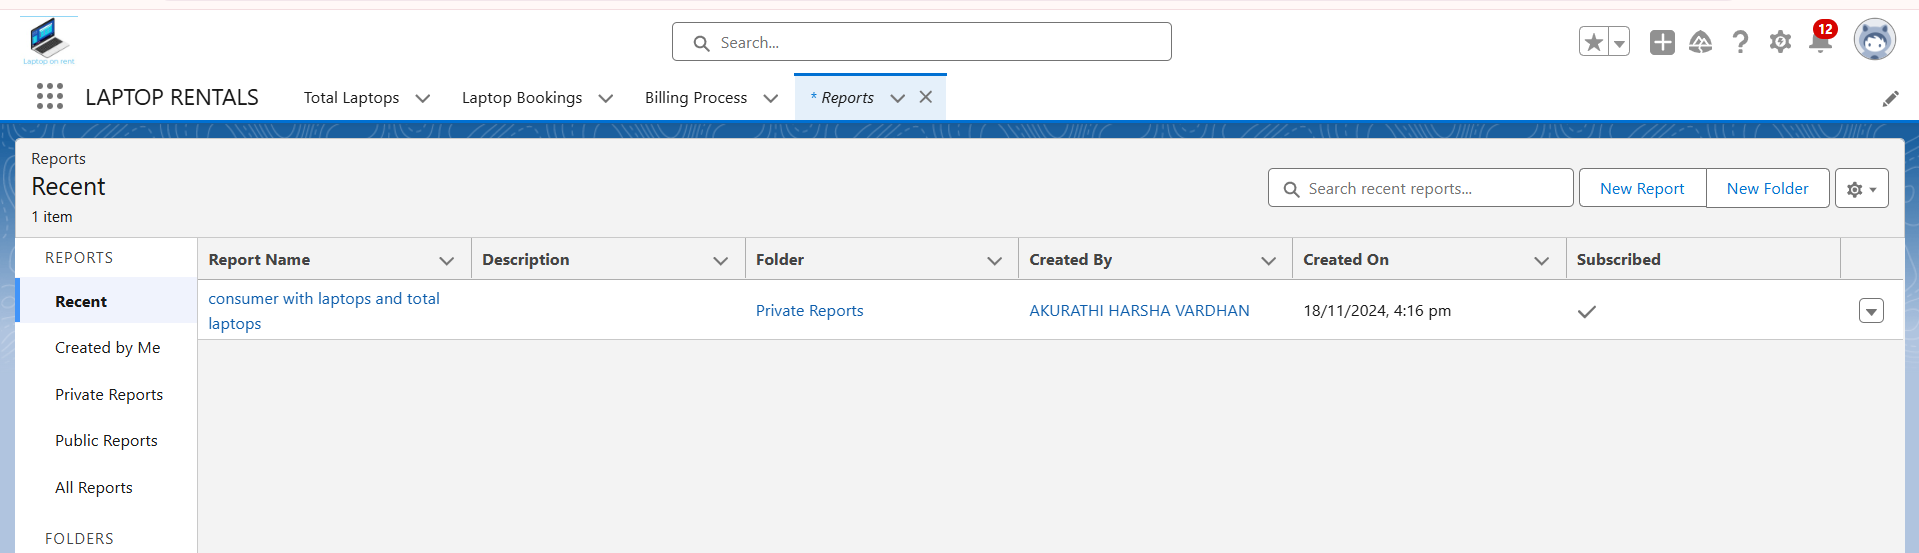 Laptop on rent
Search...
12
LAPTOP RENTALS
Total Laptops
Laptop Bookings
Billing Process
* Reports
Reports
Recent
1 item
Search recent reports...
New Report
New Folder
REPORTS
Recent
Created by Me
Private Reports
Public Reports
All Reports
FOLDERS
Report Name Description Folder Created By Created On Subscribed
consumer with laptops and total
laptops
Private Reports
AKURATHI HARSHA VARDHAN
18/11/2024, 4:16 pm